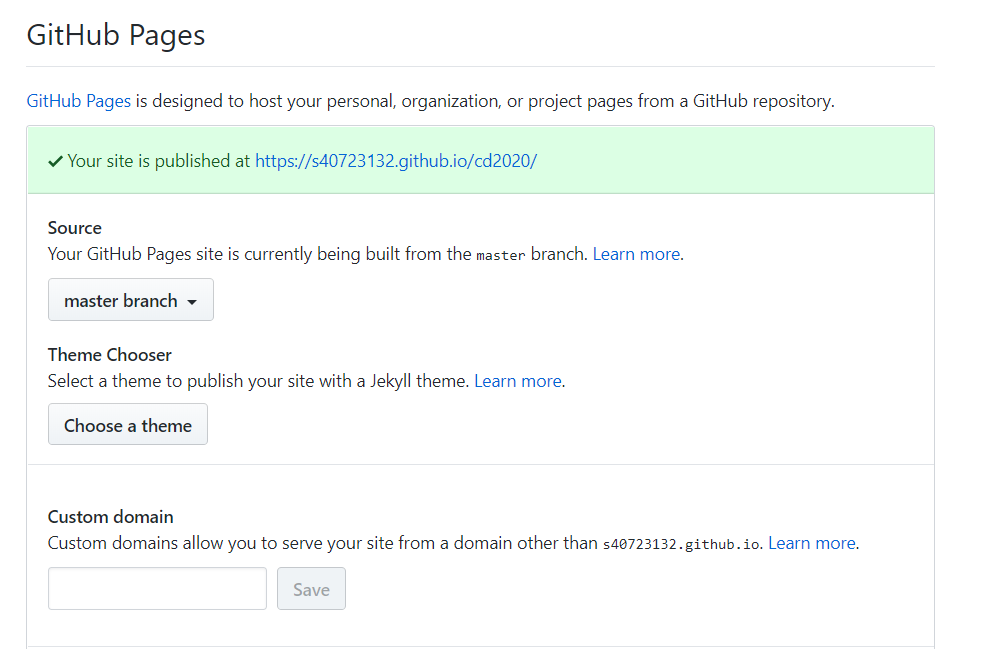 GitHub Pages
GitHub Pages is designed to host your personal, organization, or project pages from a GitHub repository.
Your site is published at https://s40723132.github.io/cd2020/
Source
Your GitHub Pages site is currently being built from the master branch. Learn more.
master branch
Theme Chooser
Select a theme to publish your site with a Jekyll theme. Learn more.
Choose a theme
Custom domain
Custom domains allow you to serve your site from a domain other than s40723132.github.io. Learn more.
Save